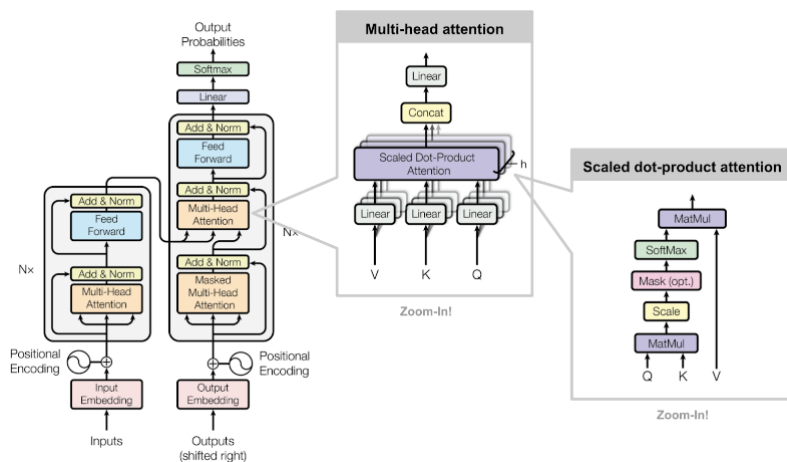 Output
Probabilities
Softmax
Linear
Add & Norm
Feed
Forward
Add & Norm
Multi-Head
Attention
Add & Norm
Masked
Multi-Head
Attention
Nx
Positional
Encoding
Output
Embedding
Outputs
(shifted right)
Add & Norm
Feed
Forward
Nx
Add & Norm
Multi-Head
Attention
Positional
Encoding
Input
Embedding
Inputs
Multi-head attention
Linear
Concat
Scaled Dot-Product
Attention
h
Linear
Linear
Linear
V
K
Q
Zoom-In!
Scaled dot-product attention
MatMul
SoftMax
Mask (opt.)
Scale
MatMul
Q
K
V
Zoom-In!